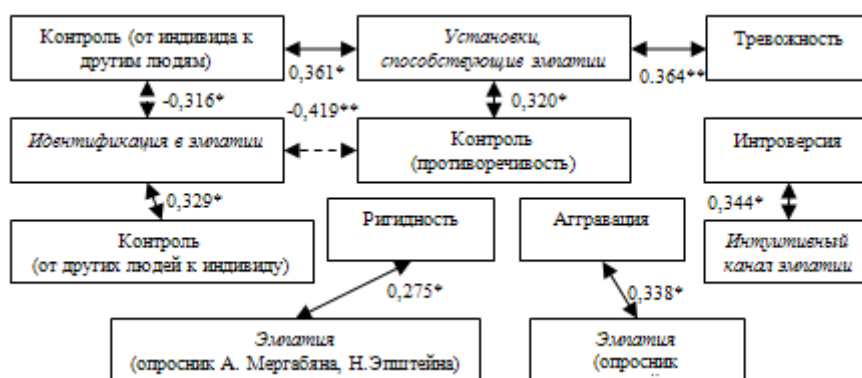 Контроль (от индивида к
другим людям)
0,361*
Установки,
способствующие эмпатии
0.364**
Тревожность
-0,316*
-0,419**
0,320*
Идентификация в эмпатии
Контроль
(противоречивость)
Интроверсия
0,329*
0,344*
Контроль
(от других людей к индивиду)
Ригидность
Аггравация
Интуитивный
канал эмпатии
0,275*
0,338*
Эмпатия
(опросник А. Мергабяна, Н.Эпштейна)
Эмпатия
(опросник